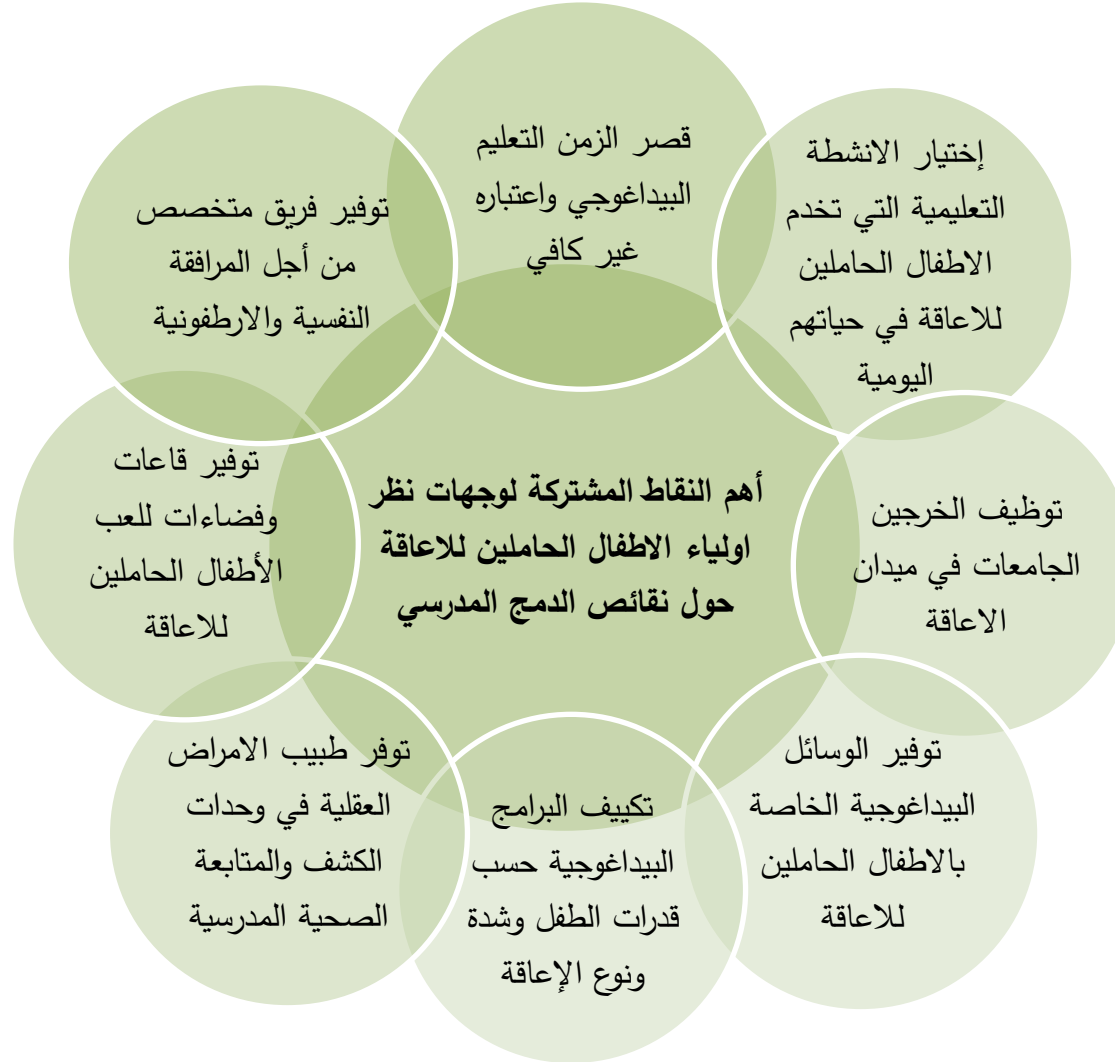 قصر الزمن التعليم
البيداغوجي واعتباره
غير كافي
إختيار الانشطة
التعليمية التي تخدم
الاطفال الحاملين
للاعاقة في حياتهم
اليومية
توظيف الخرجين
الجامعات في ميدان
الاعاقة
توفير الوسائل
البيداغوجية الخاصة
بالاطفال الحاملين
للاعاقة
تكييف البرامج
البيداغوجية حسب
قدرات الطفل وشدة
ونوع الإعاقة
توفر طبيب الامراض
العقلية في وحدات
الكشف والمتابعة
الصحية المدرسية
توفير قاعات
وفضاءات للعب
الأطفال الحاملين
للاعاقة
توفير فريق متخصص
من أجل المرافقة
النفسية والارطفونية
أهم النقاط المشتركة لوجهات نظر
اولياء الاطفال الحاملين للاعاقة
حول نقائص الدمج المدرسي